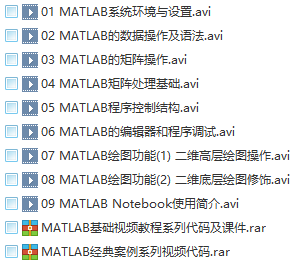 01 MATLAB系统环境与设置.avi
02 MATLAB的数据操作及语法.avi
03 MATLAB的矩阵操作.avi
04 MATLAB矩阵处理基础.avi
05 MATLAB程序控制结构.avi
06 MATLAB的编辑器和程序调试.avi
07 MATLAB绘图功能(1) 二维高层绘图操作.avi
08 MATLAB绘图功能(2) 二维底层绘图修饰.avi
09 MATLAB Notebook使用简介.avi
MATLAB基础视频教程系列代码及课件.rar
MATLAB经典案例系列视频代码.rar